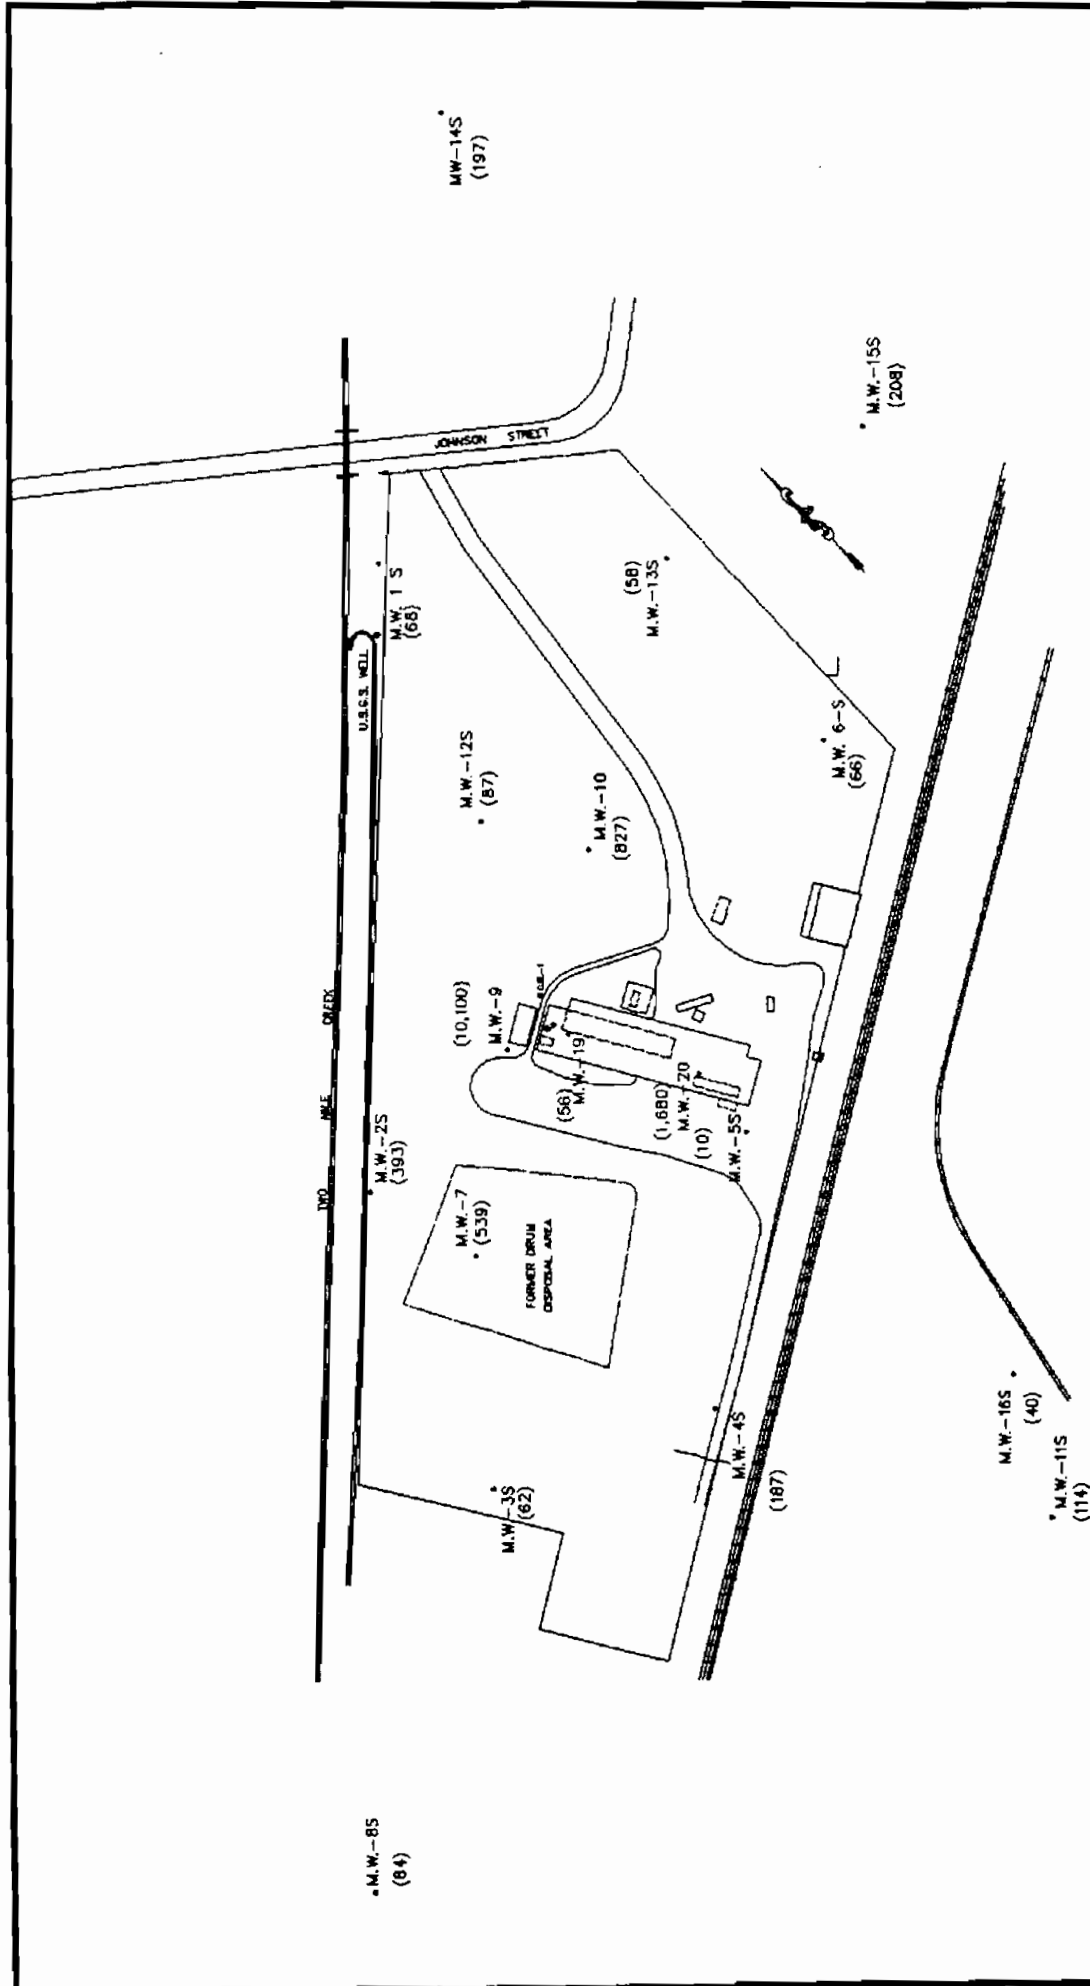 MW-14S
(197)
M.W.-15S
(208)
JOHNSON STREET
M.W. 1 S
(68)
U.S.G.S. WELL
(58)
M.W.-13S
M.W.-12S
(87)
M.W. 6-S
(66)
M.W.-10
(827)
(10,100)
M.W.-9
TWO MILE CREEK
(56)
M.W.-19
(1,680)
M.W.-20
(10)
M.W.-5S
M.W.-2S
(393)
M.W.-7
(539)
FORMER DRUM
DISPOSAL AREA
M.W.-4S
(187)
M.W.-3S
(62)
M.W.-16S
(40)
M.W.-11S
(114)
M.W.-8S
(84)